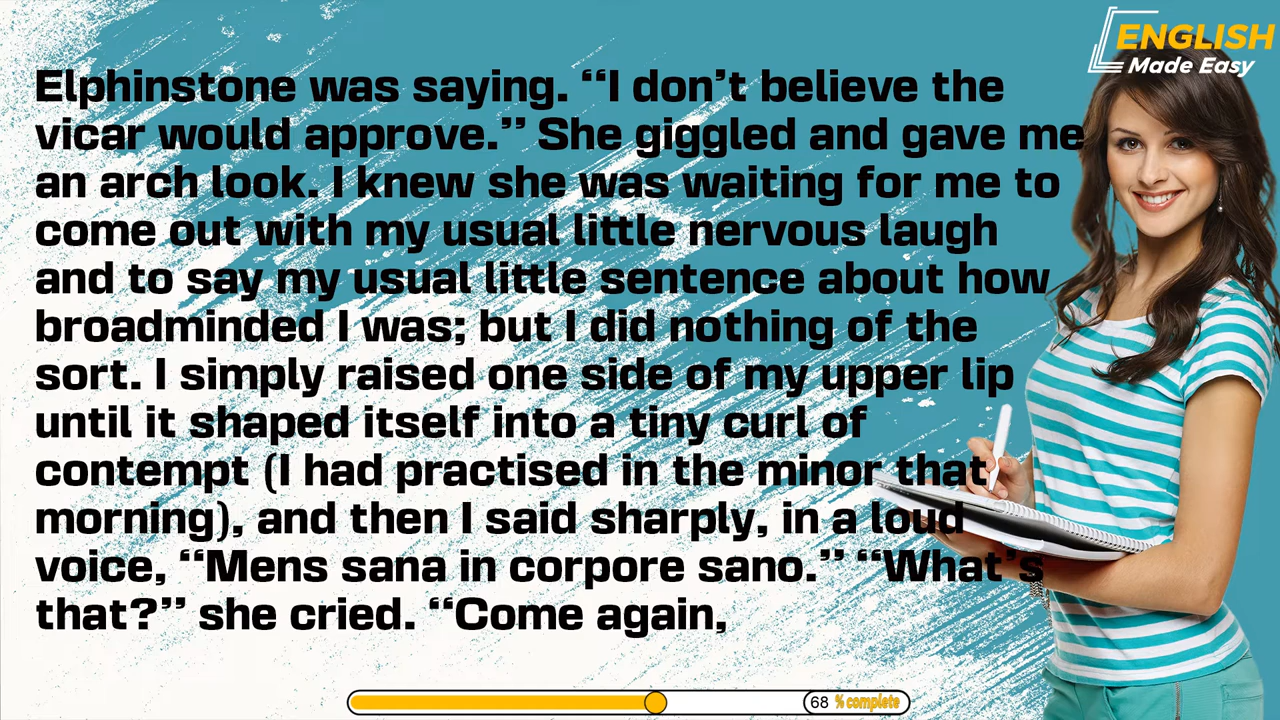 ENGLISH
Made Easy
Elphinstone was saying. “I don’t believe the
vicar would approve.” She giggled and gave me
an arch look. I knew she was waiting for me to
come out with my usual little nervous laugh
and to say my usual little sentence about how
broadminded I was; but I did nothing of the
sort. I simply raised one side of my upper lip
until it shaped itself into a tiny curl of
contempt (I had practised in the minor that
morning), and then I said sharply, in a loud
voice, “Mens sana in corpore sano.” “What’s
that?” she cried. “Come again,
68 % complete